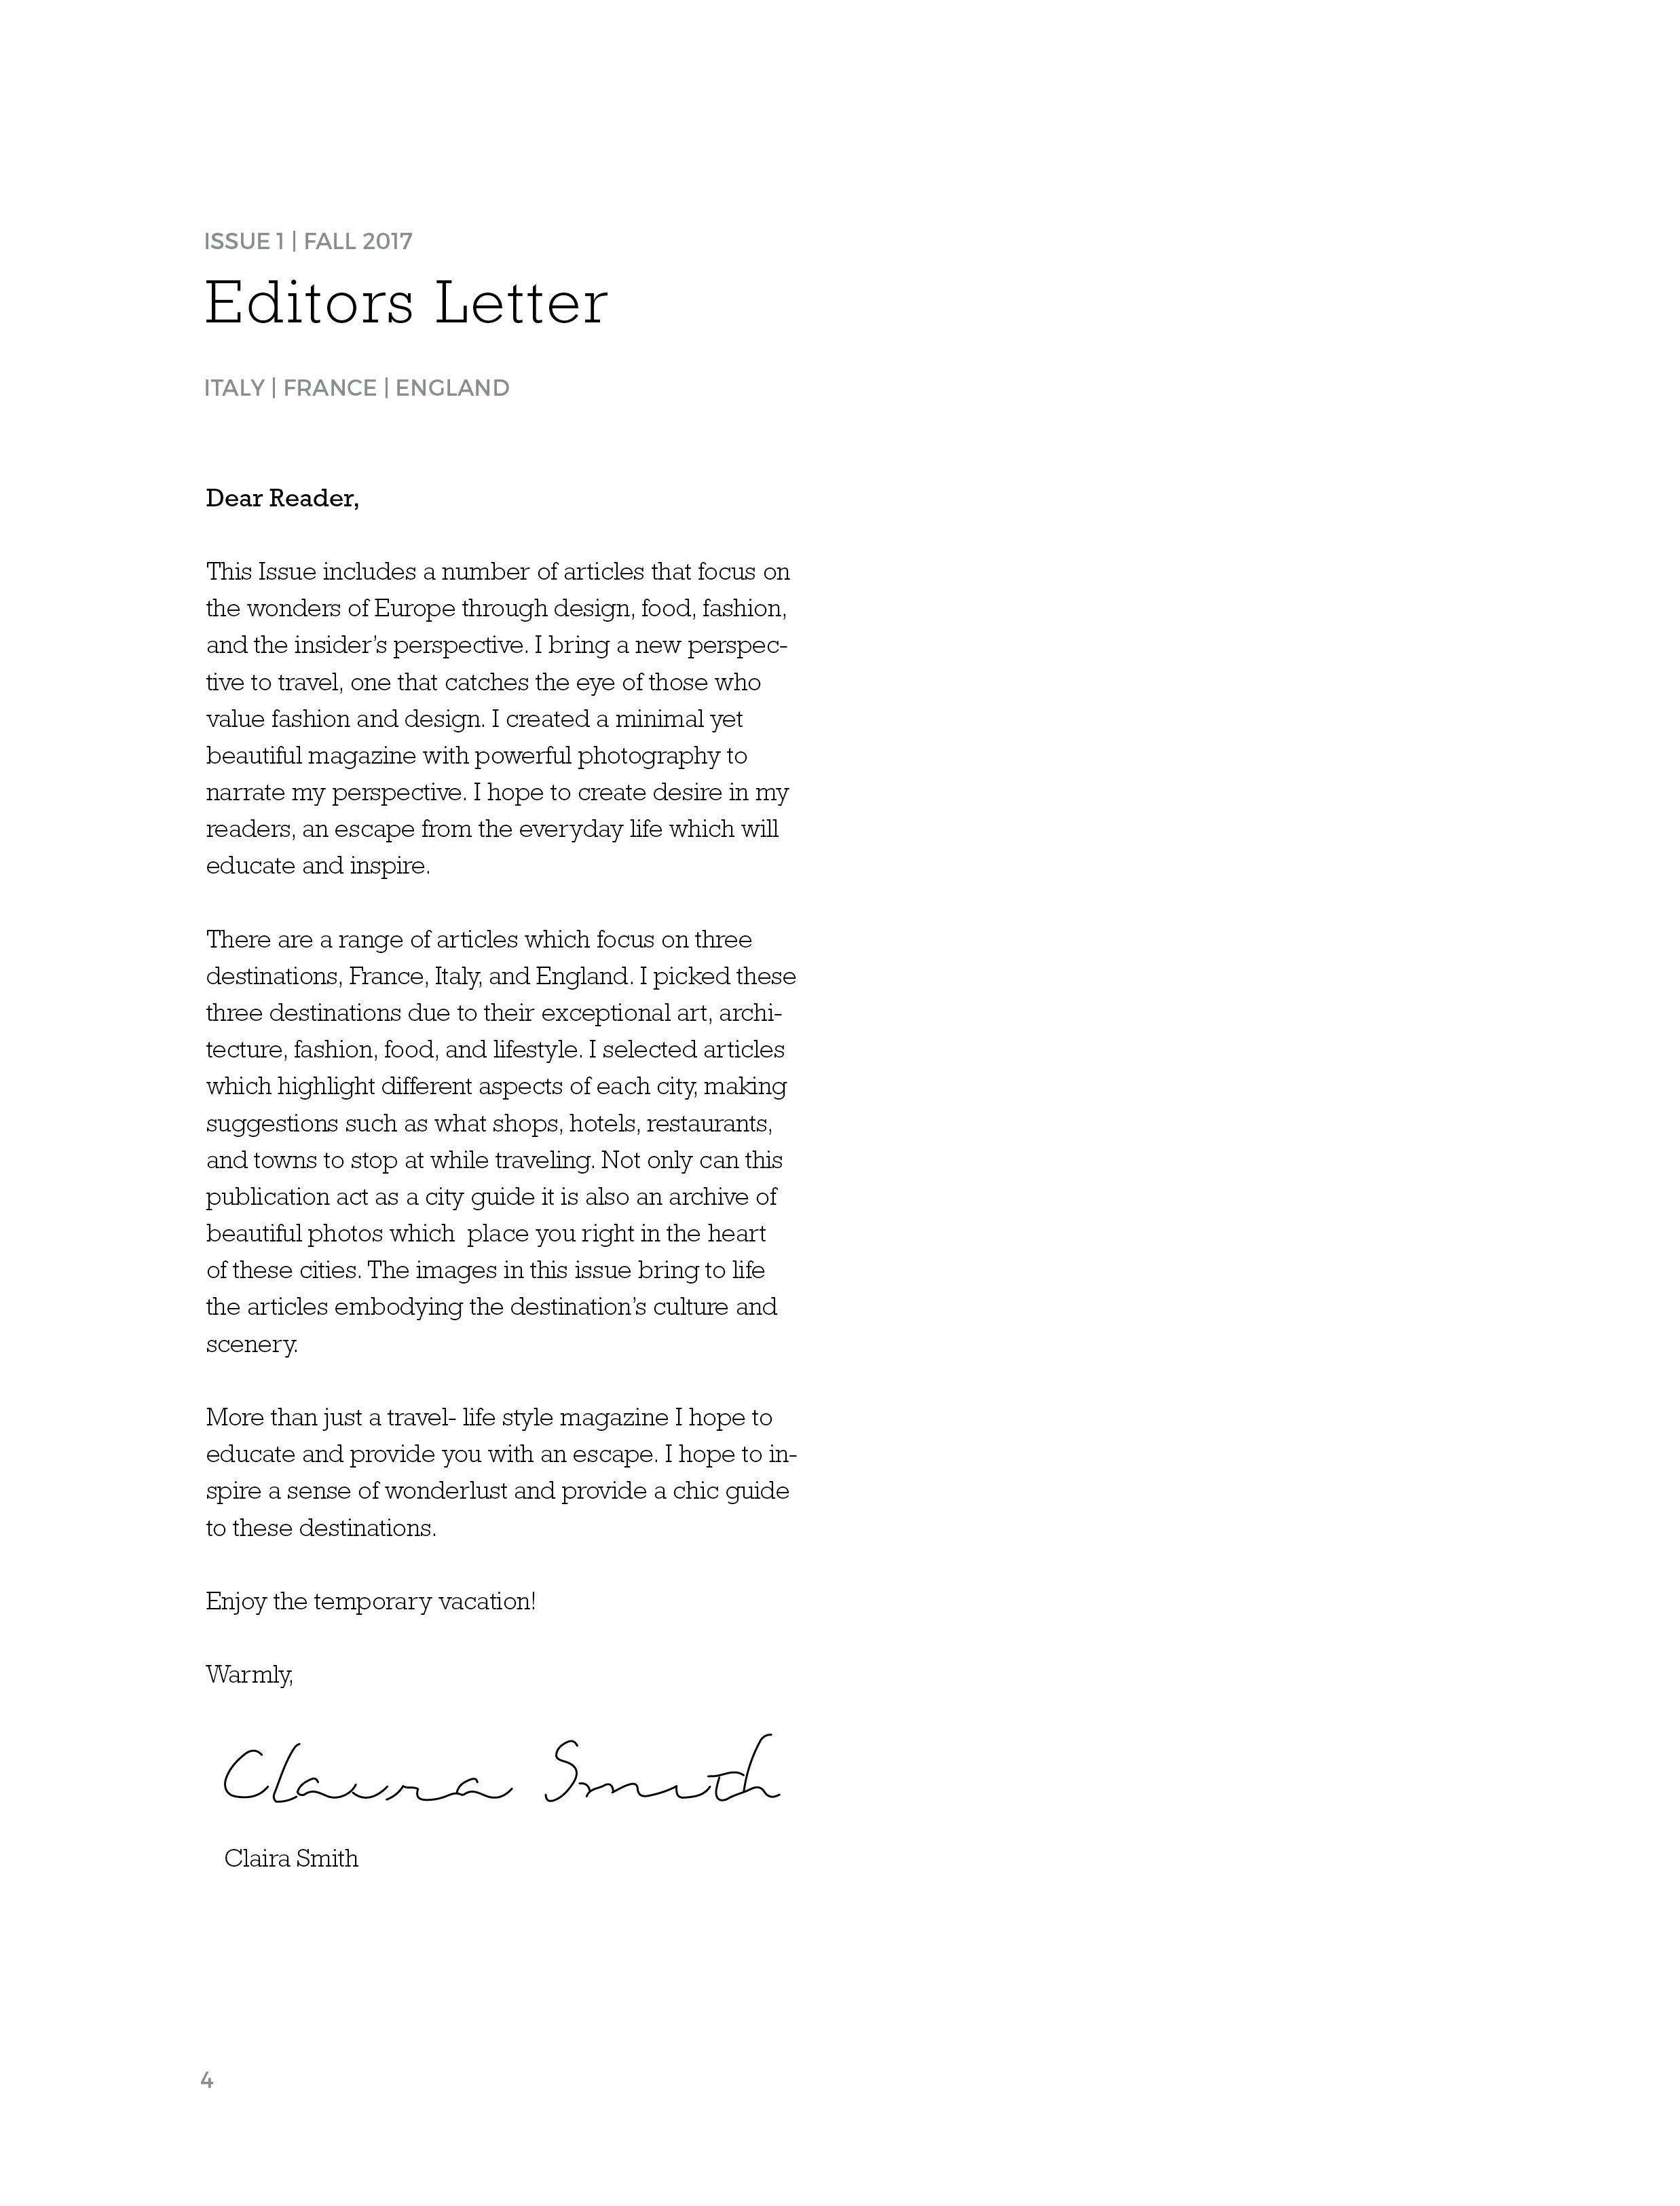 ISSUE 1 | FALL 2017
Editors Letter
ITALY | FRANCE | ENGLAND
Dear Reader,
This Issue includes a number of articles that focus on
the wonders of Europe through design, food, fashion,
and the insider’s perspective. I bring a new perspec-
tive to travel, one that catches the eye of those who
value fashion and design. I created a minimal yet
beautiful magazine with powerful photography to
narrate my perspective. I hope to create desire in my
readers, an escape from the everyday life which will
educate and inspire.
There are a range of articles which focus on three
destinations, France, Italy, and England. I picked these
three destinations due to their exceptional art, archi-
tecture, fashion, food, and lifestyle. I selected articles
which highlight different aspects of each city, making
suggestions such as what shops, hotels, restaurants,
and towns to stop at while traveling. Not only can this
publication act as a city guide it is also an archive of
beautiful photos which  place you right in the heart
of these cities. The images in this issue bring to life
the articles embodying the destination’s culture and
scenery.
More than just a travel- life style magazine I hope to
educate and provide you with an escape. I hope to in-
spire a sense of wonderlust and provide a chic guide
to these destinations.
Enjoy the temporary vacation!
Warmly,
Claira Smith
Claira Smith
4